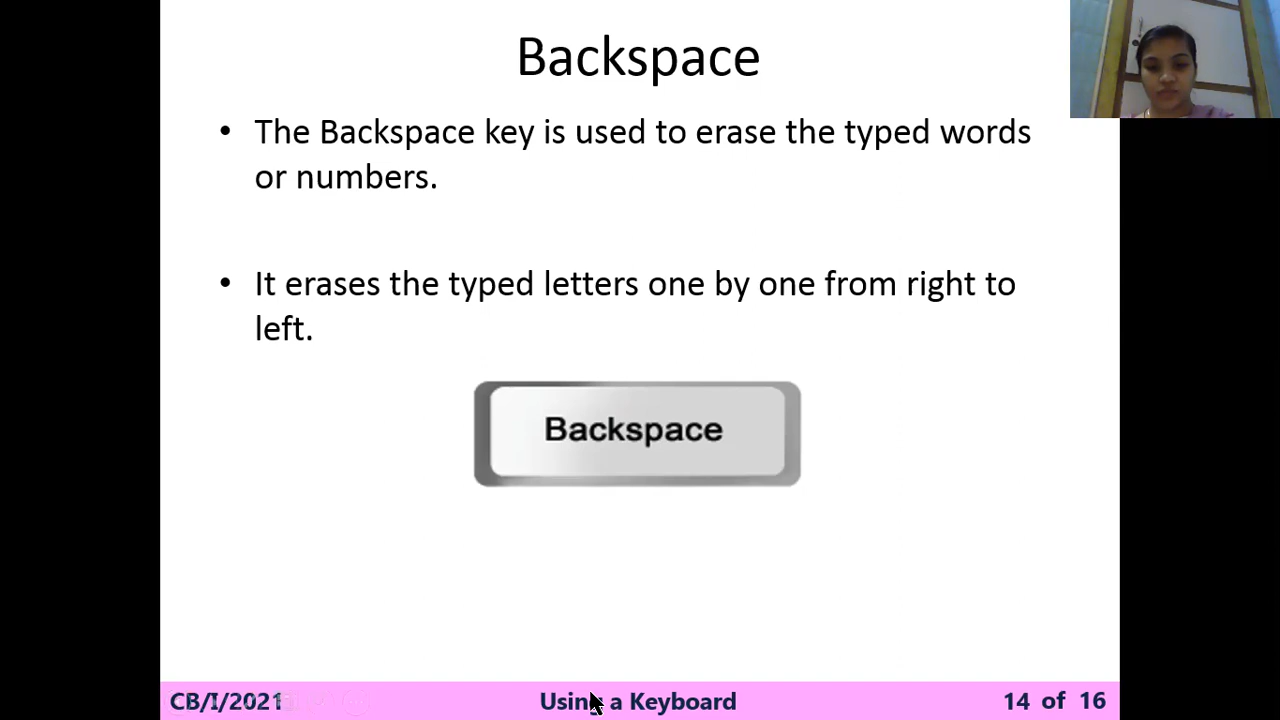 Backspace
• The Backspace key is used to erase the typed words
or numbers.
• It erases the typed letters one by one from right to
left.
Backspace
CB/I/2021 Using a Keyboard 14 of 16